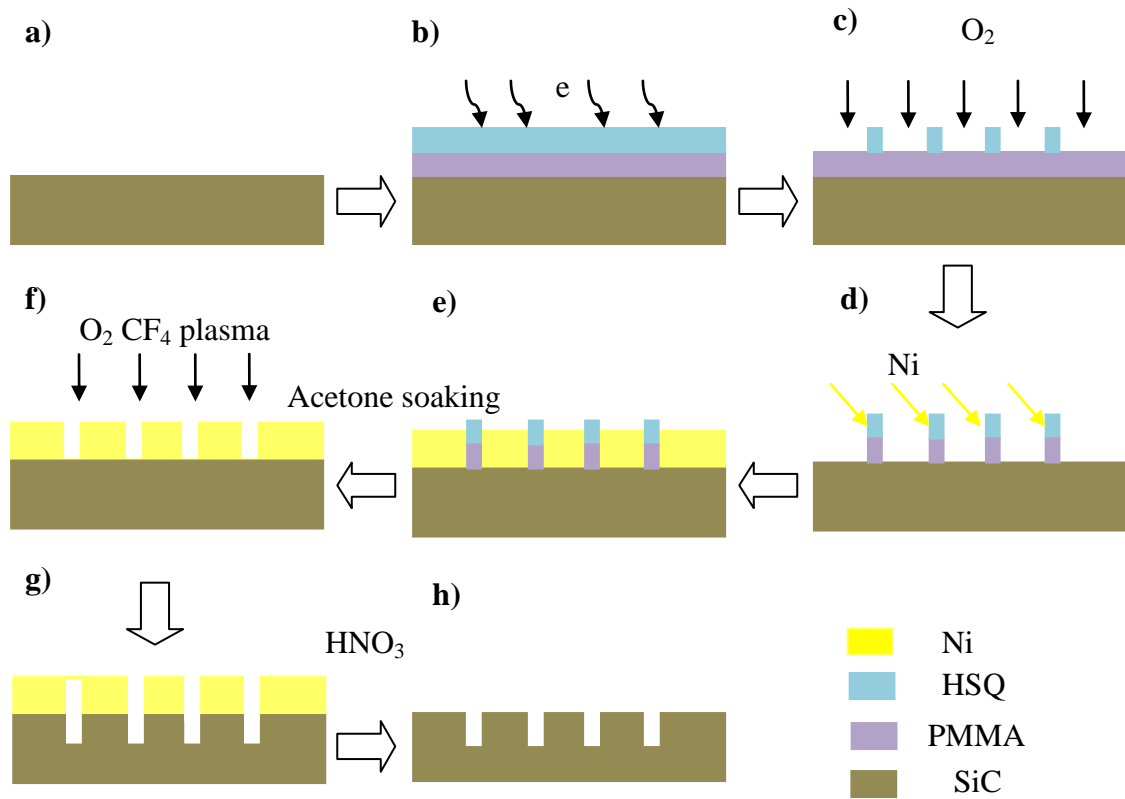 a)
b)
c)
O₂
e
f)
e)
d)
O₂ CF₄ plasma
Ni
Acetone soaking
g)
h)
HNO₃
Ni
HSQ
PMMA
SiC